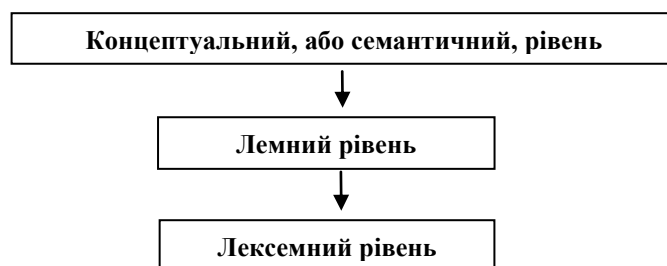 Концептуальний, або семантичний, рівень
Лемний рівень
Лексемний рівень